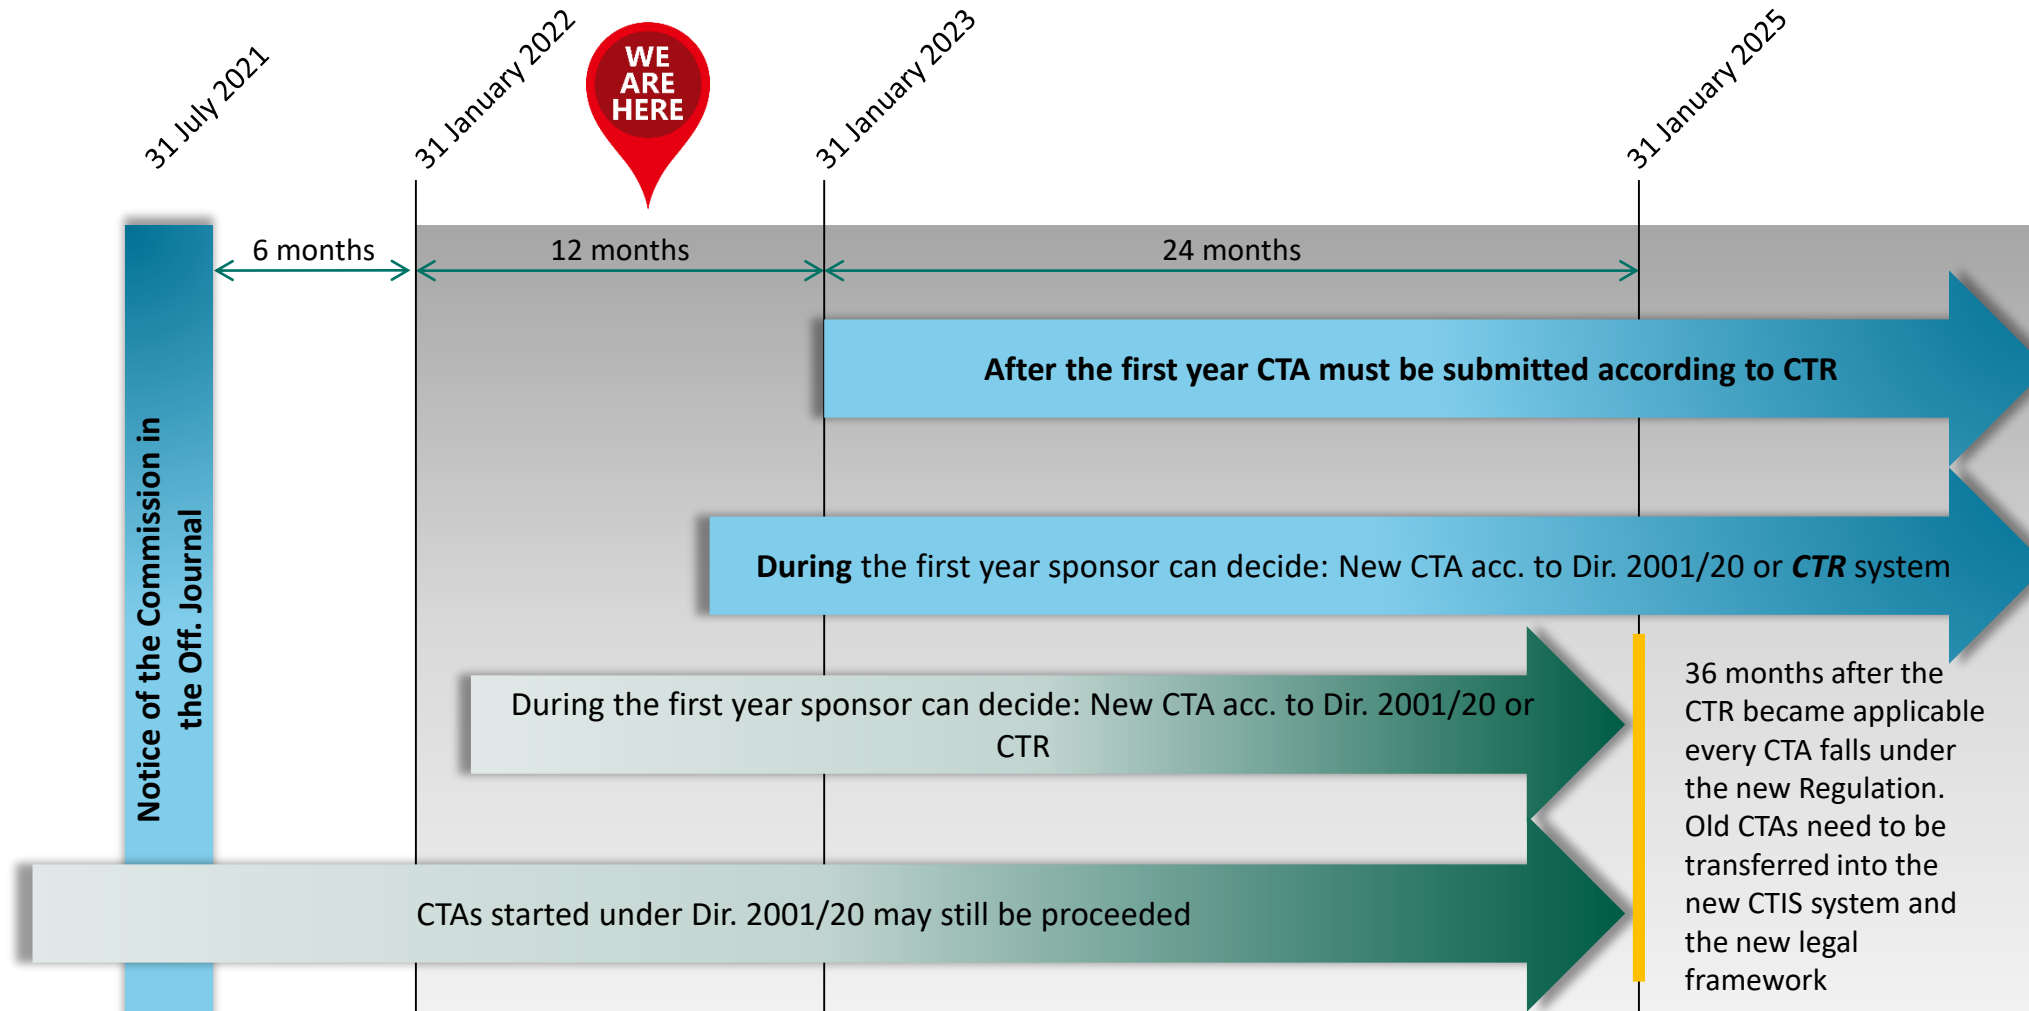 31 July 2021
31 January 2022
WE
ARE
HERE
31 January 2023
31 January 2025
6 months
12 months
24 months
Notice of the Commission in
the Off. Journal
After the first year CTA must be submitted according to CTR
During the first year sponsor can decide: New CTA acc. to Dir. 2001/20 or CTR system
During the first year sponsor can decide: New CTA acc. to Dir. 2001/20 or
CTR
CTAs started under Dir. 2001/20 may still be proceeded
36 months after the
CTR became applicable
every CTA falls under
the new Regulation.
Old CTAs need to be
transferred into the
new CTIS system and
the new legal
framework